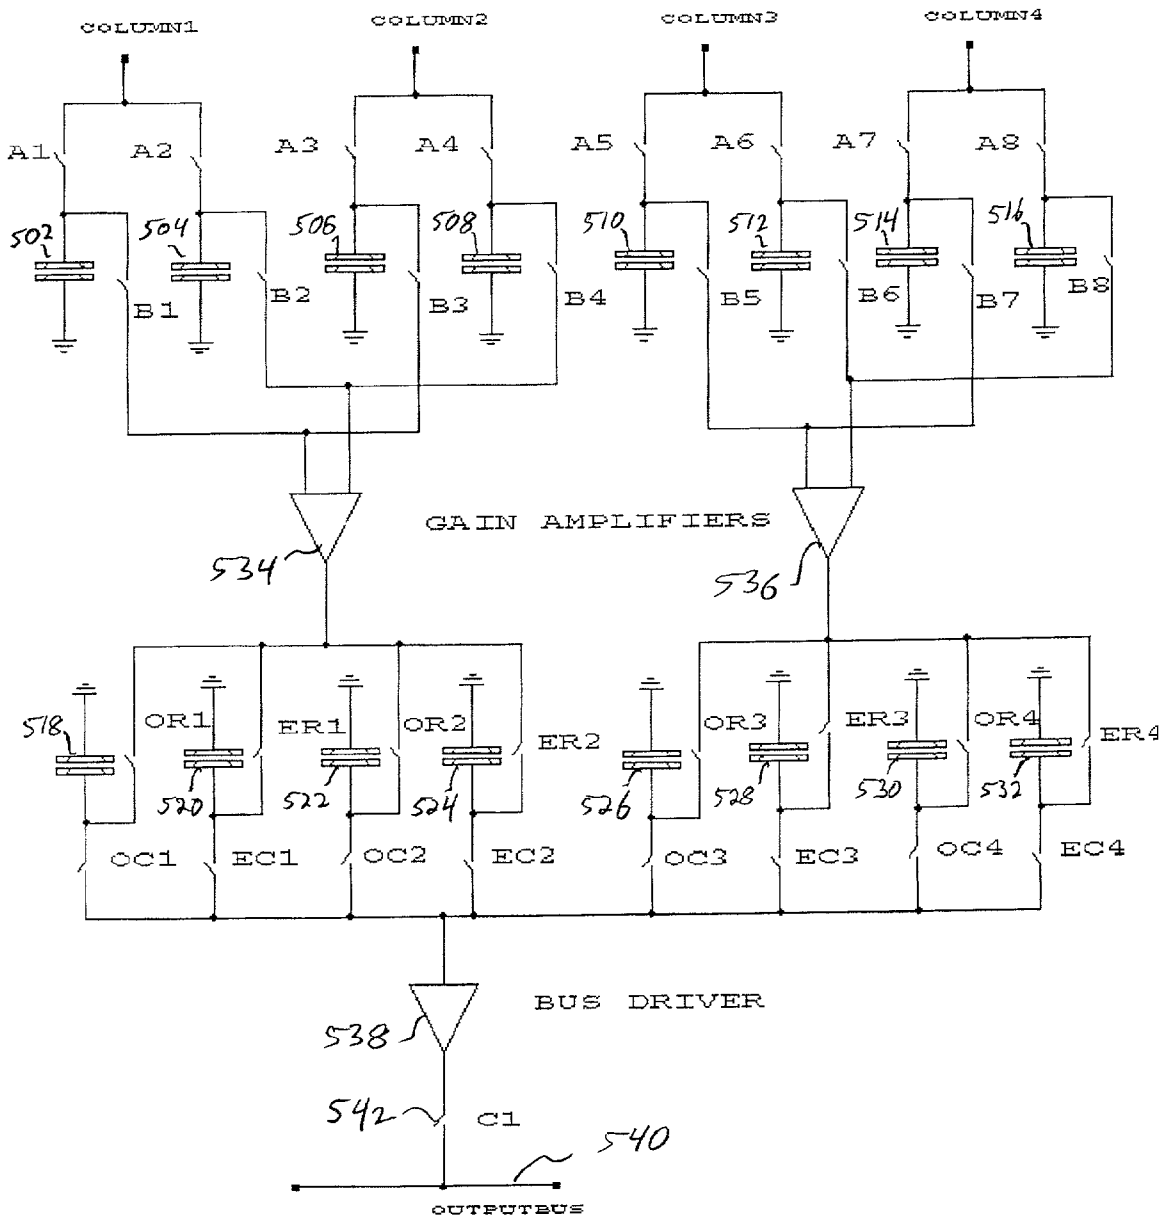 COLUMN1 COLUMN2 COLUMN3 COLUMN4
A1 A2 A3 A4 A5 A6 A7 A8
502 504 506 508 510 512 514 516
B1 B2 B3 B4 B5 B6 B7 B8
GAIN AMPLIFIERS
534 536
518 OR1 ER1 OR2 ER2 OR3 ER3 OR4 ER4
520 522 524 526 528 530 532
OC1 EC1 OC2 EC2 OC3 EC3 OC4 EC4
BUS DRIVER
538
542 C1
540
OUTPUTBUS